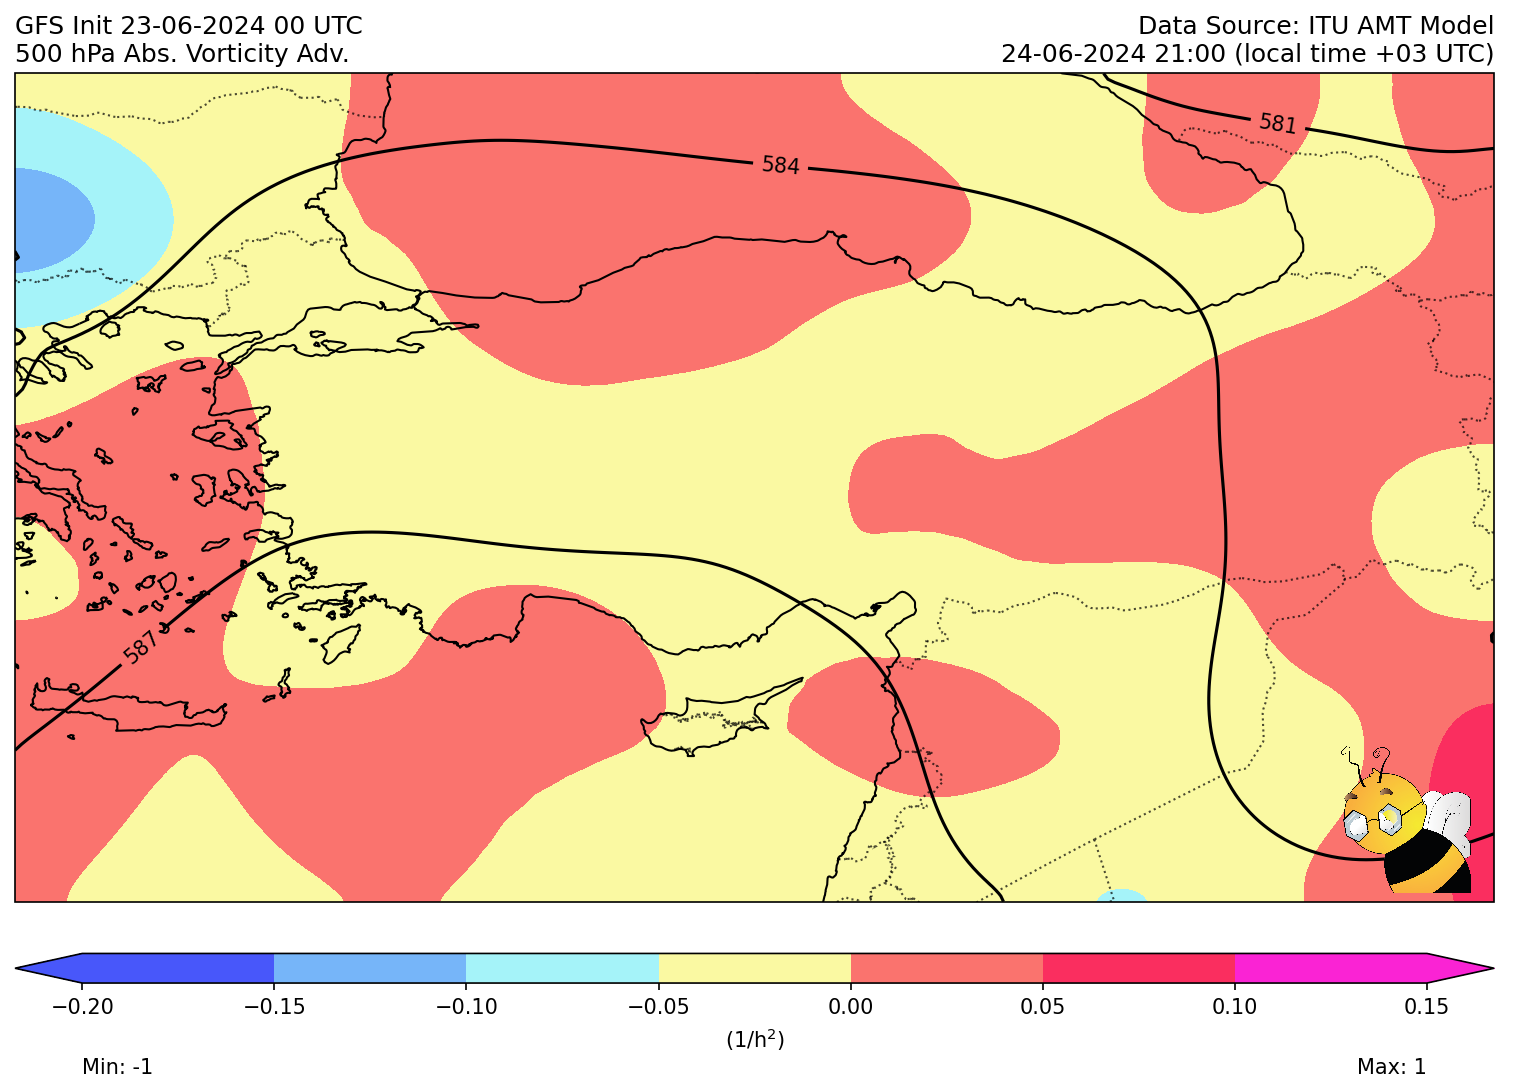 GFS Init 23-06-2024 00 UTC
Data Source: ITU AMT Model
500 hPa Abs. Vorticity Adv.
24-06-2024 21:00 (local time +03 UTC)
581
584
587
−0.20 −0.15 −0.10 −0.05 0.00 0.05 0.10 0.15
(1/h²)
Min: -1
Max: 1